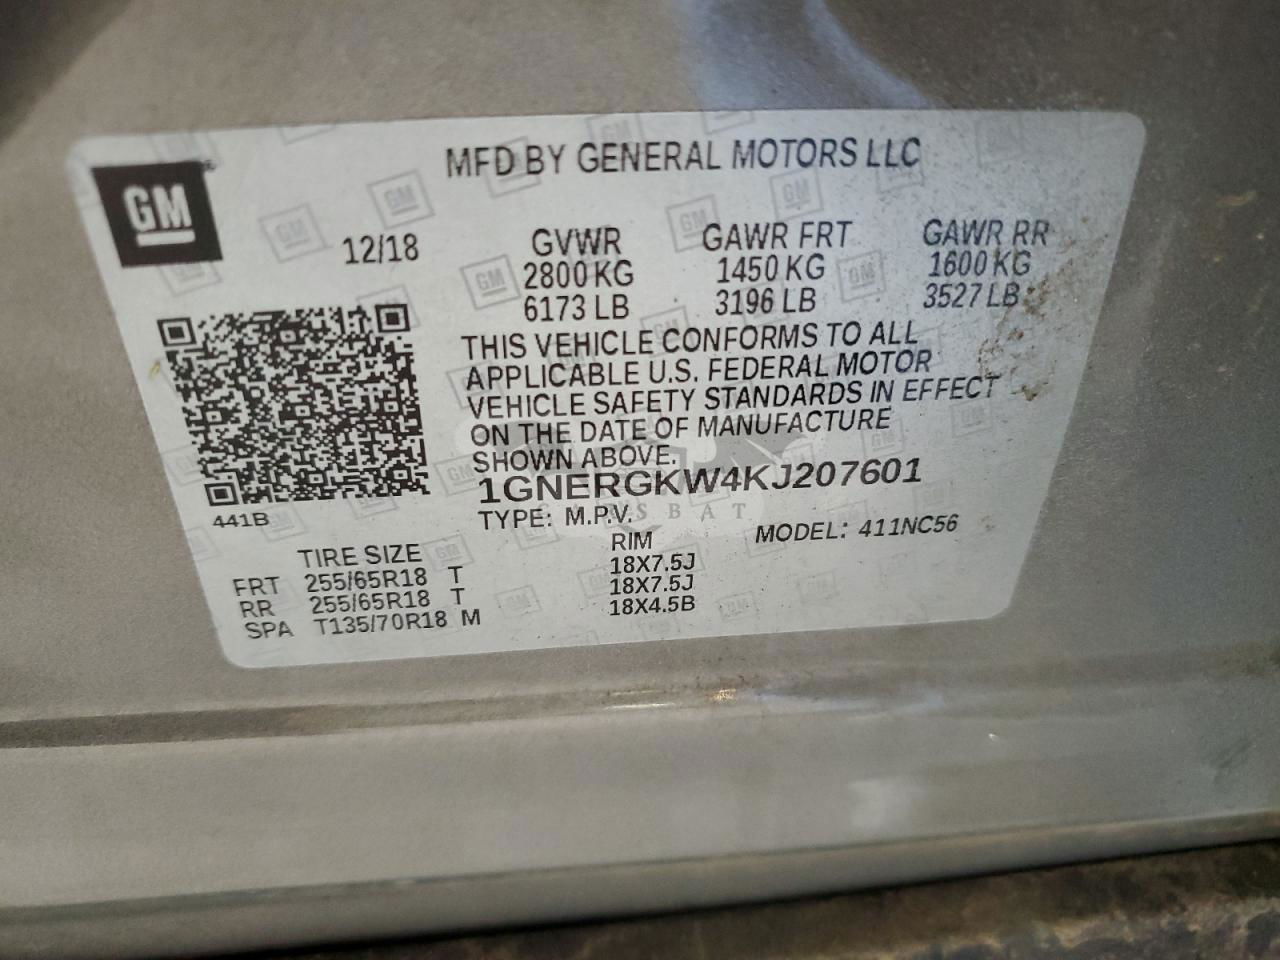 MFD BY GENERAL MOTORS LLC
GM
12/18
GVWR GAWR FRT GAWR RR
2800 KG 1450 KG 1600 KG
6173 LB 3196 LB 3527 LB
THIS VEHICLE CONFORMS TO ALL
APPLICABLE U.S. FEDERAL MOTOR
VEHICLE SAFETY STANDARDS IN EFFECT
ON THE DATE OF MANUFACTURE
SHOWN ABOVE.
1GNERGKW4KJ207601
441B
TYPE: M.P.V. MODEL: 411NC56
TIRE SIZE RIM
FRT 255/65R18 T 18X7.5J
RR 255/65R18 T 18X7.5J
SPA T135/70R18 M 18X4.5B